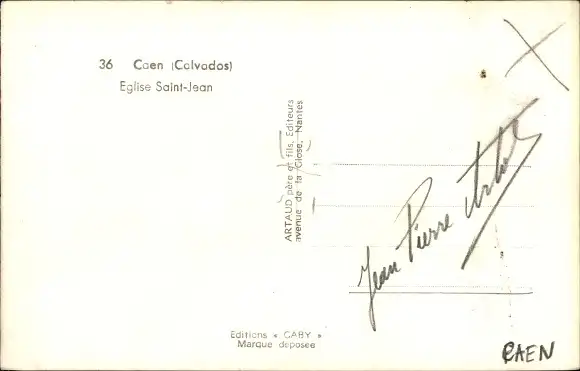 36 Caen (Calvados)
Eglise Saint-Jean
ARTAUD père et fils, Editeurs
avenue de la Close, Nantes
Jean Pierre
Editions « GABY »
Marque déposée
CAEN